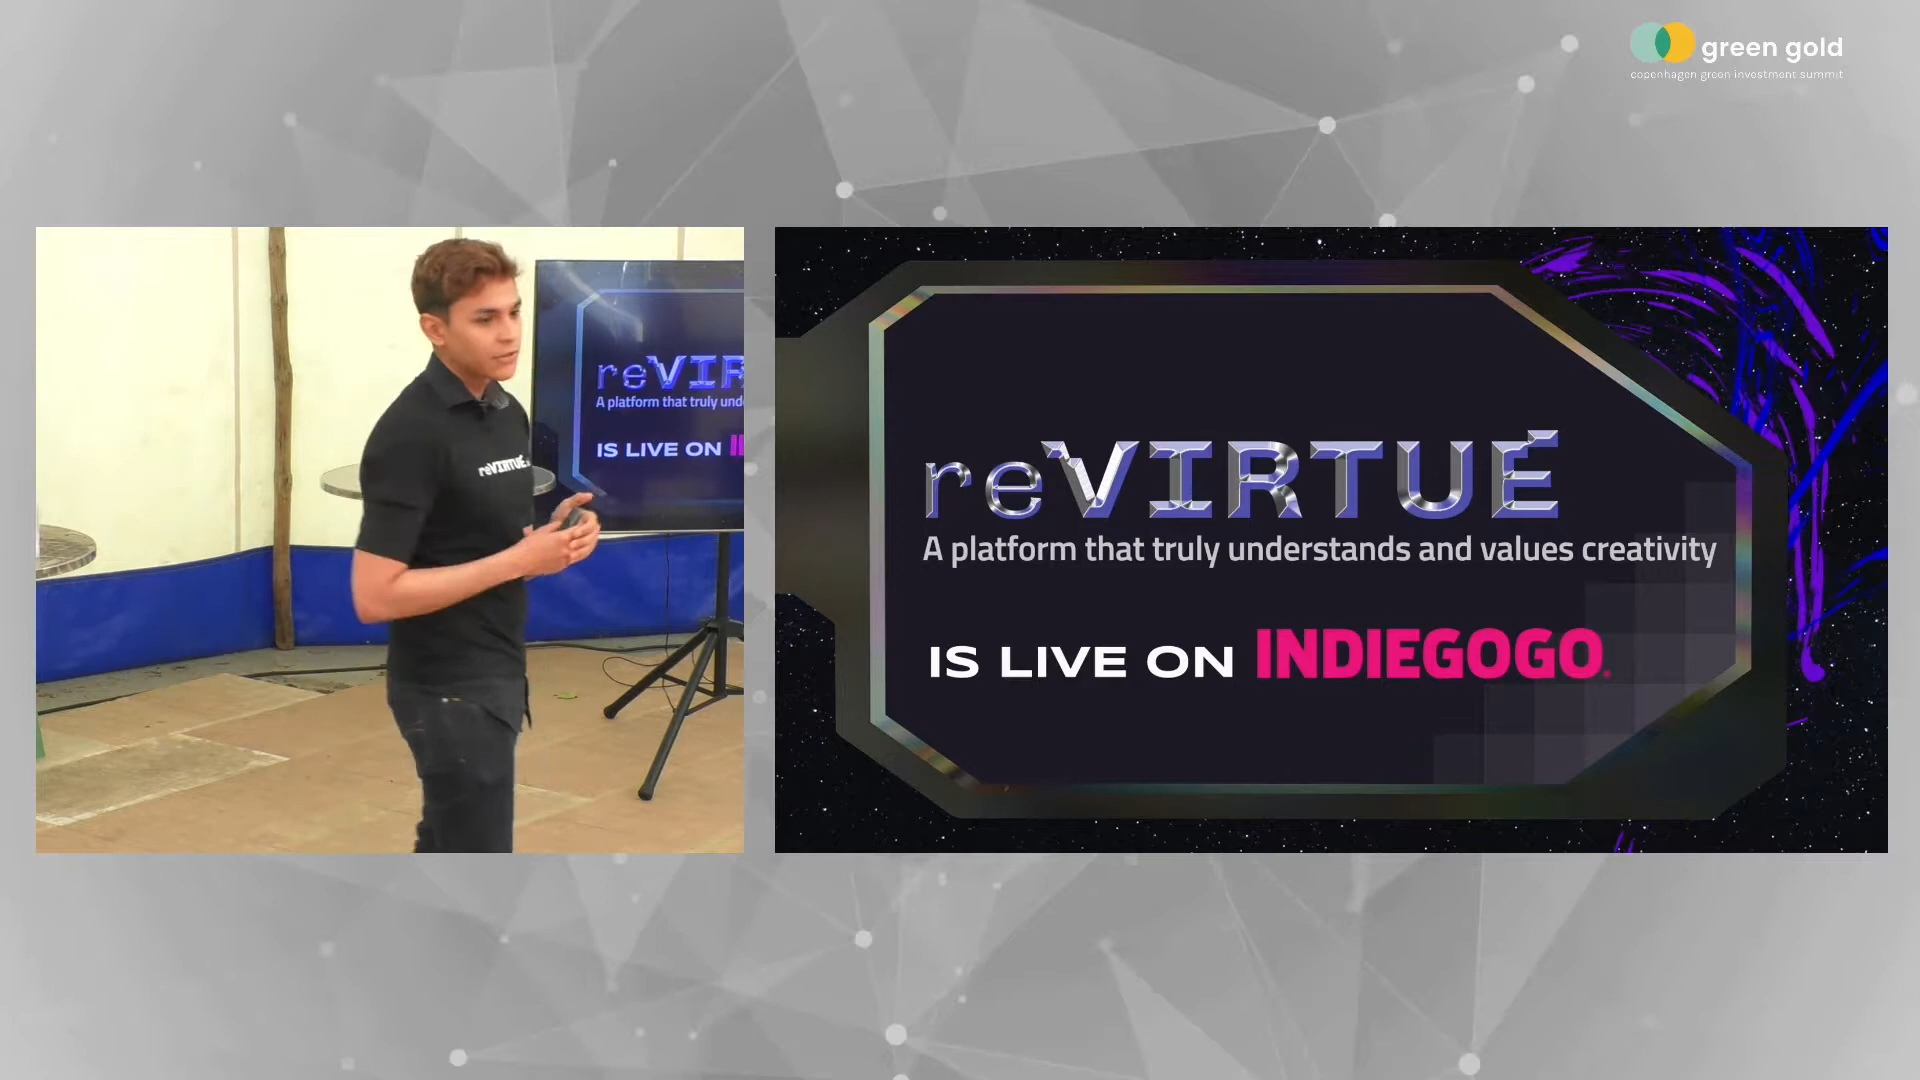 green gold
copenhagen green investment summit
reVIR
A platform that truly und
IS LIVE ON
reVIRTUE
reVIRTUE
A platform that truly understands and values creativity
IS LIVE ON INDIEGOGO